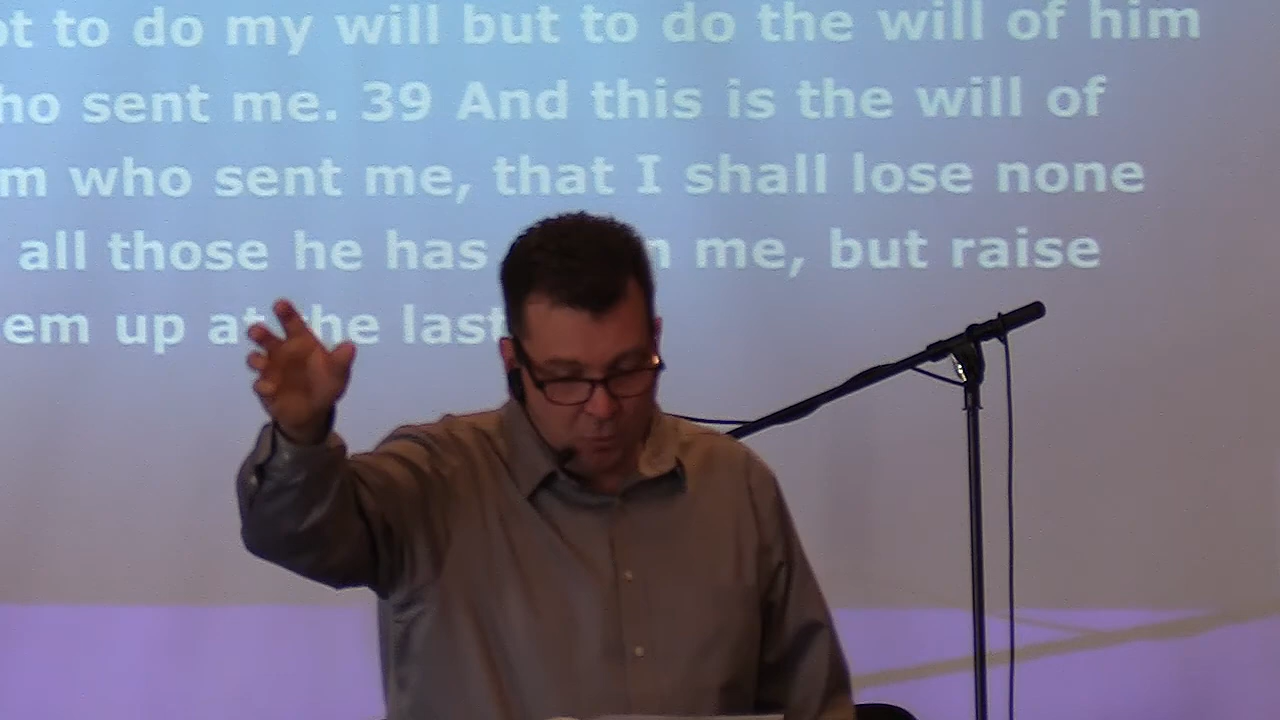 ot to do my will but to do the will of him
ho sent me. 39 And this is the will of
m who sent me, that I shall lose none
all those he has n me, but raise
em up at the last